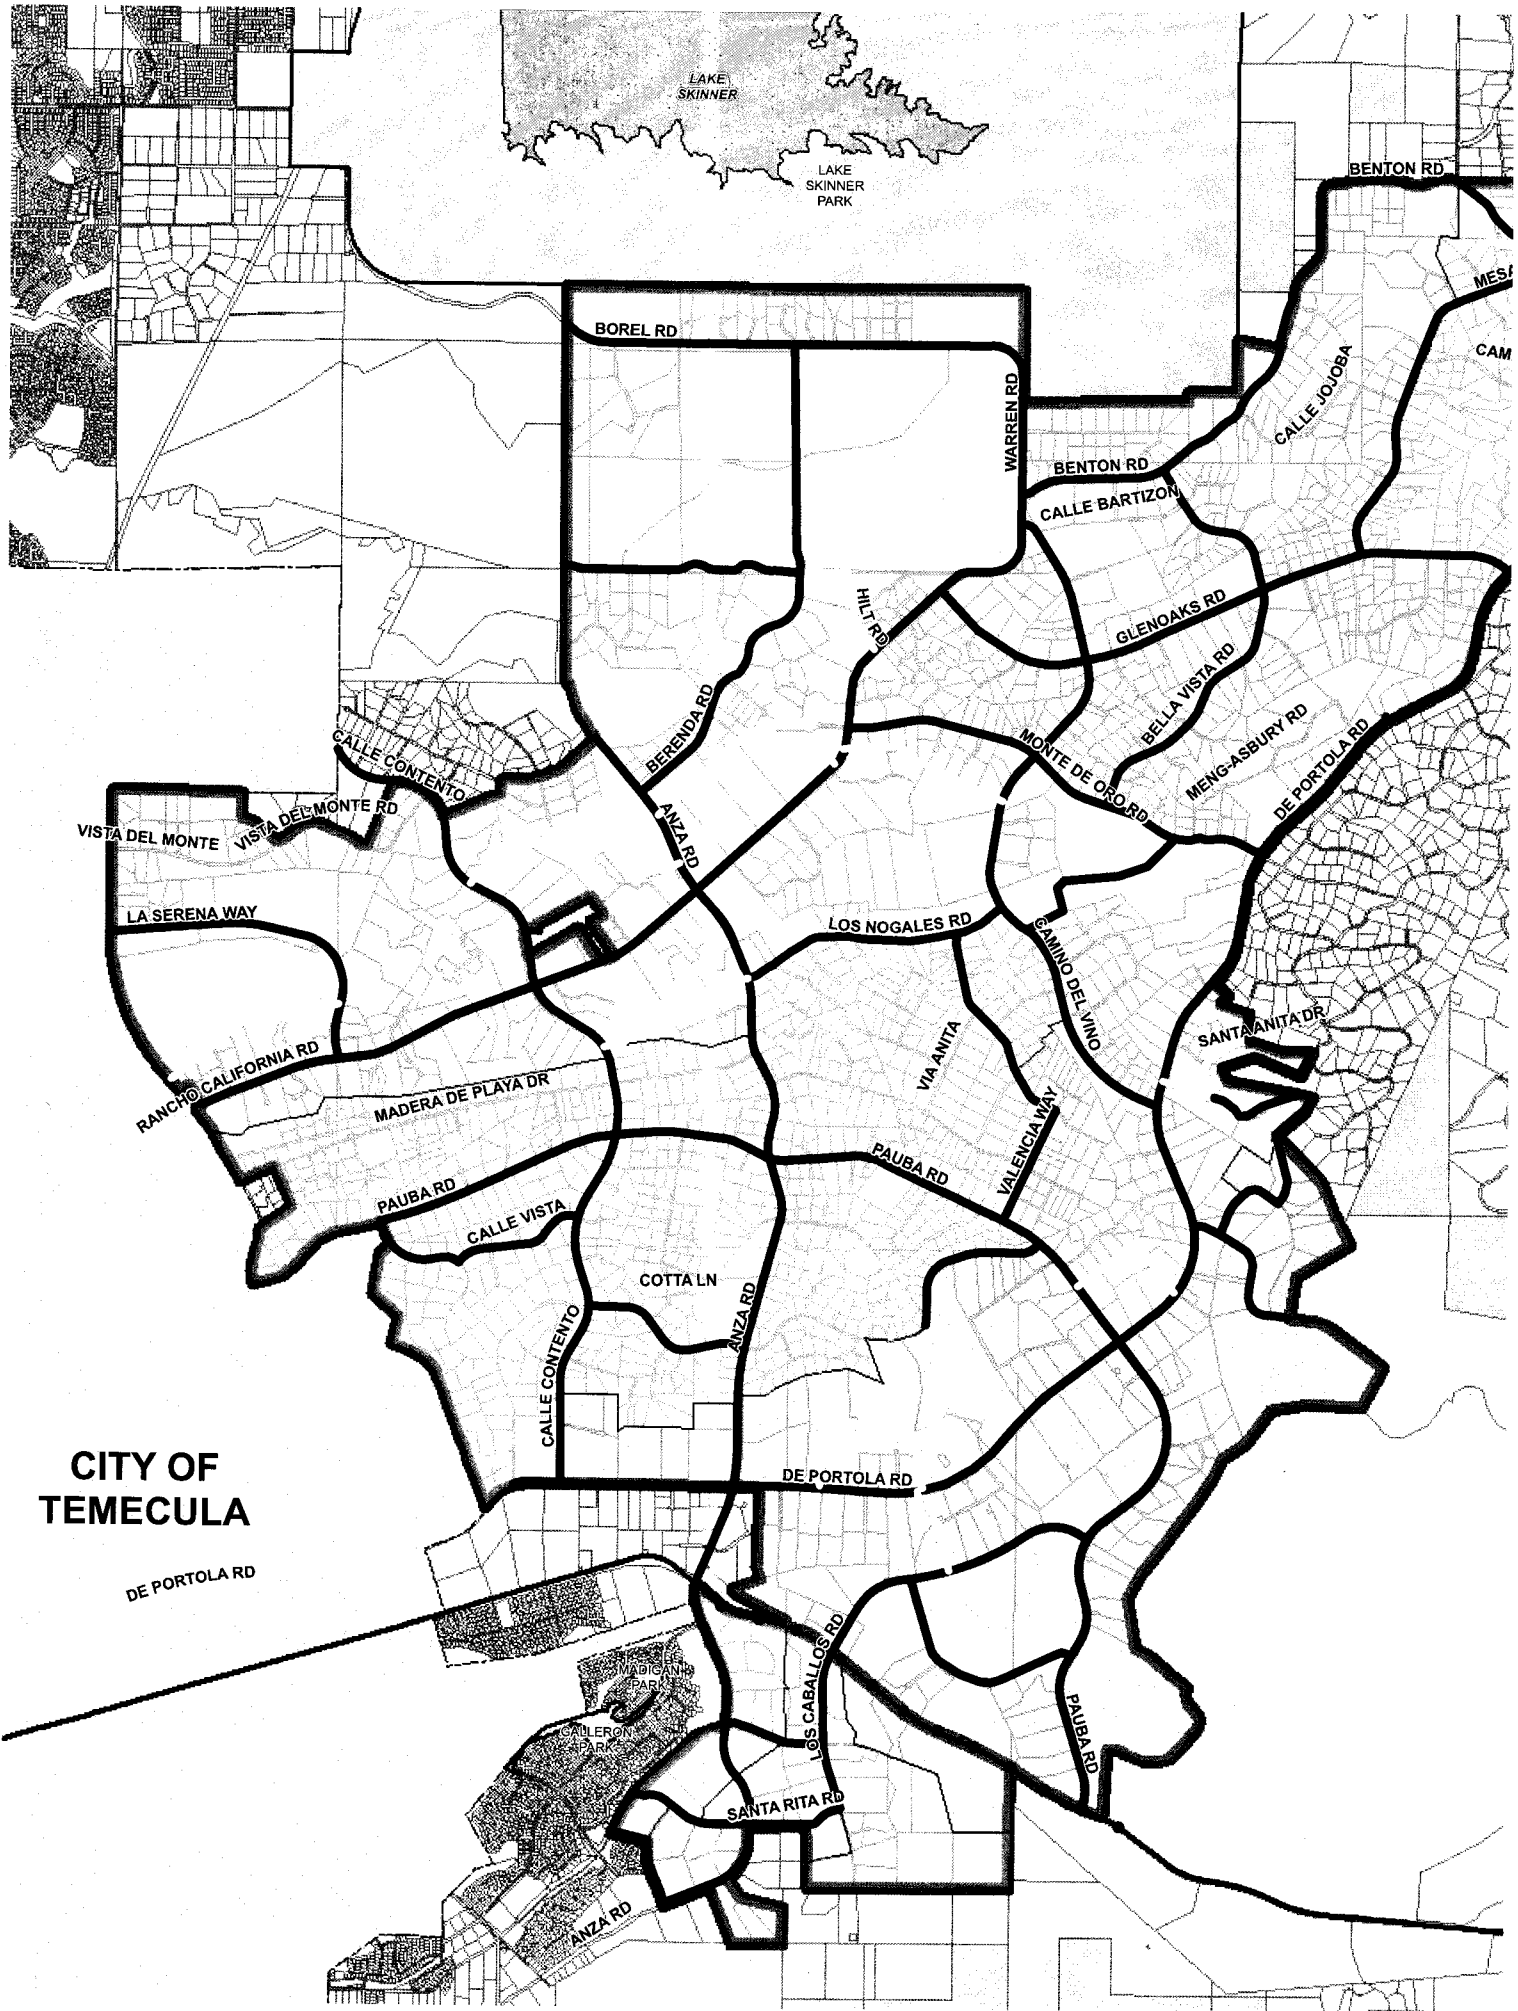 LAKE
SKINNER
LAKE
SKINNER
PARK
BENTON RD
MESA
BOREL RD
CAM
CALLE JOJOBA
WARREN RD
BENTON RD
CALLE BARTIZON
HILT RD
GLENOAKS RD
BELLA VISTA RD
BERENDA RD
MENG-ASBURY RD
MONTE DE ORO RD
DE PORTOLA RD
CALLE CONTENTO
VISTA DEL MONTE RD
VISTA DEL MONTE
ANZA RD
LA SERENA WAY
LOS NOGALES RD
CAMINO DEL VINO
SANTA ANITA DR
VIA ANITA
RANCHO CALIFORNIA RD
MADERA DE PLAYA DR
VALENCIA WAY
PAUBA RD
PAUBA RD
CALLE VISTA
COTTA LN
ANZA RD
CALLE CONTENTO
CITY OF
TEMECULA
DE PORTOLA RD
DE PORTOLA RD
LOS CABALLOS RD
MADIGAN
PARK
CALLERON
PARK
PAUBA RD
SANTA RITA RD
ANZA RD